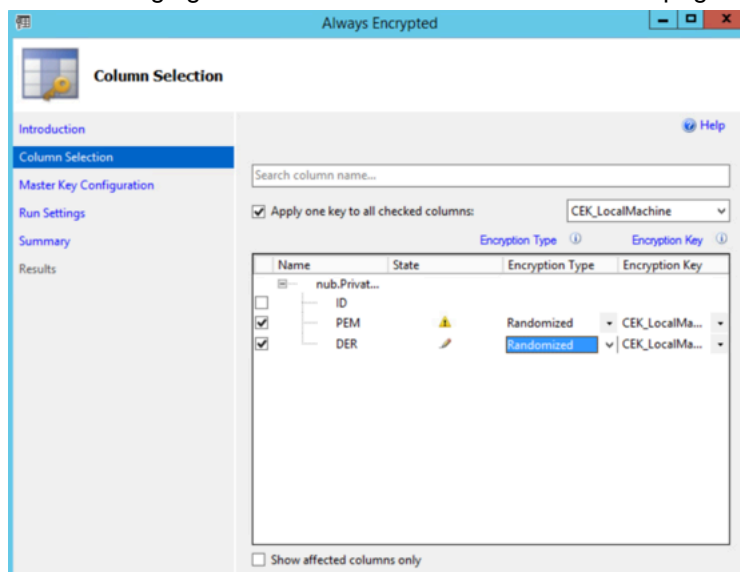 Always Encrypted
Column Selection
Help
Introduction
Column Selection
Master Key Configuration
Run Settings
Summary
Results
Search column name...
Apply one key to all checked columns: CEK_LocalMachine
Encryption Type Encryption Key
Name State Encryption Type Encryption Key
nub.Privat...
ID
PEM Randomized CEK_LocalMa...
DER Randomized CEK_LocalMa...
Show affected columns only